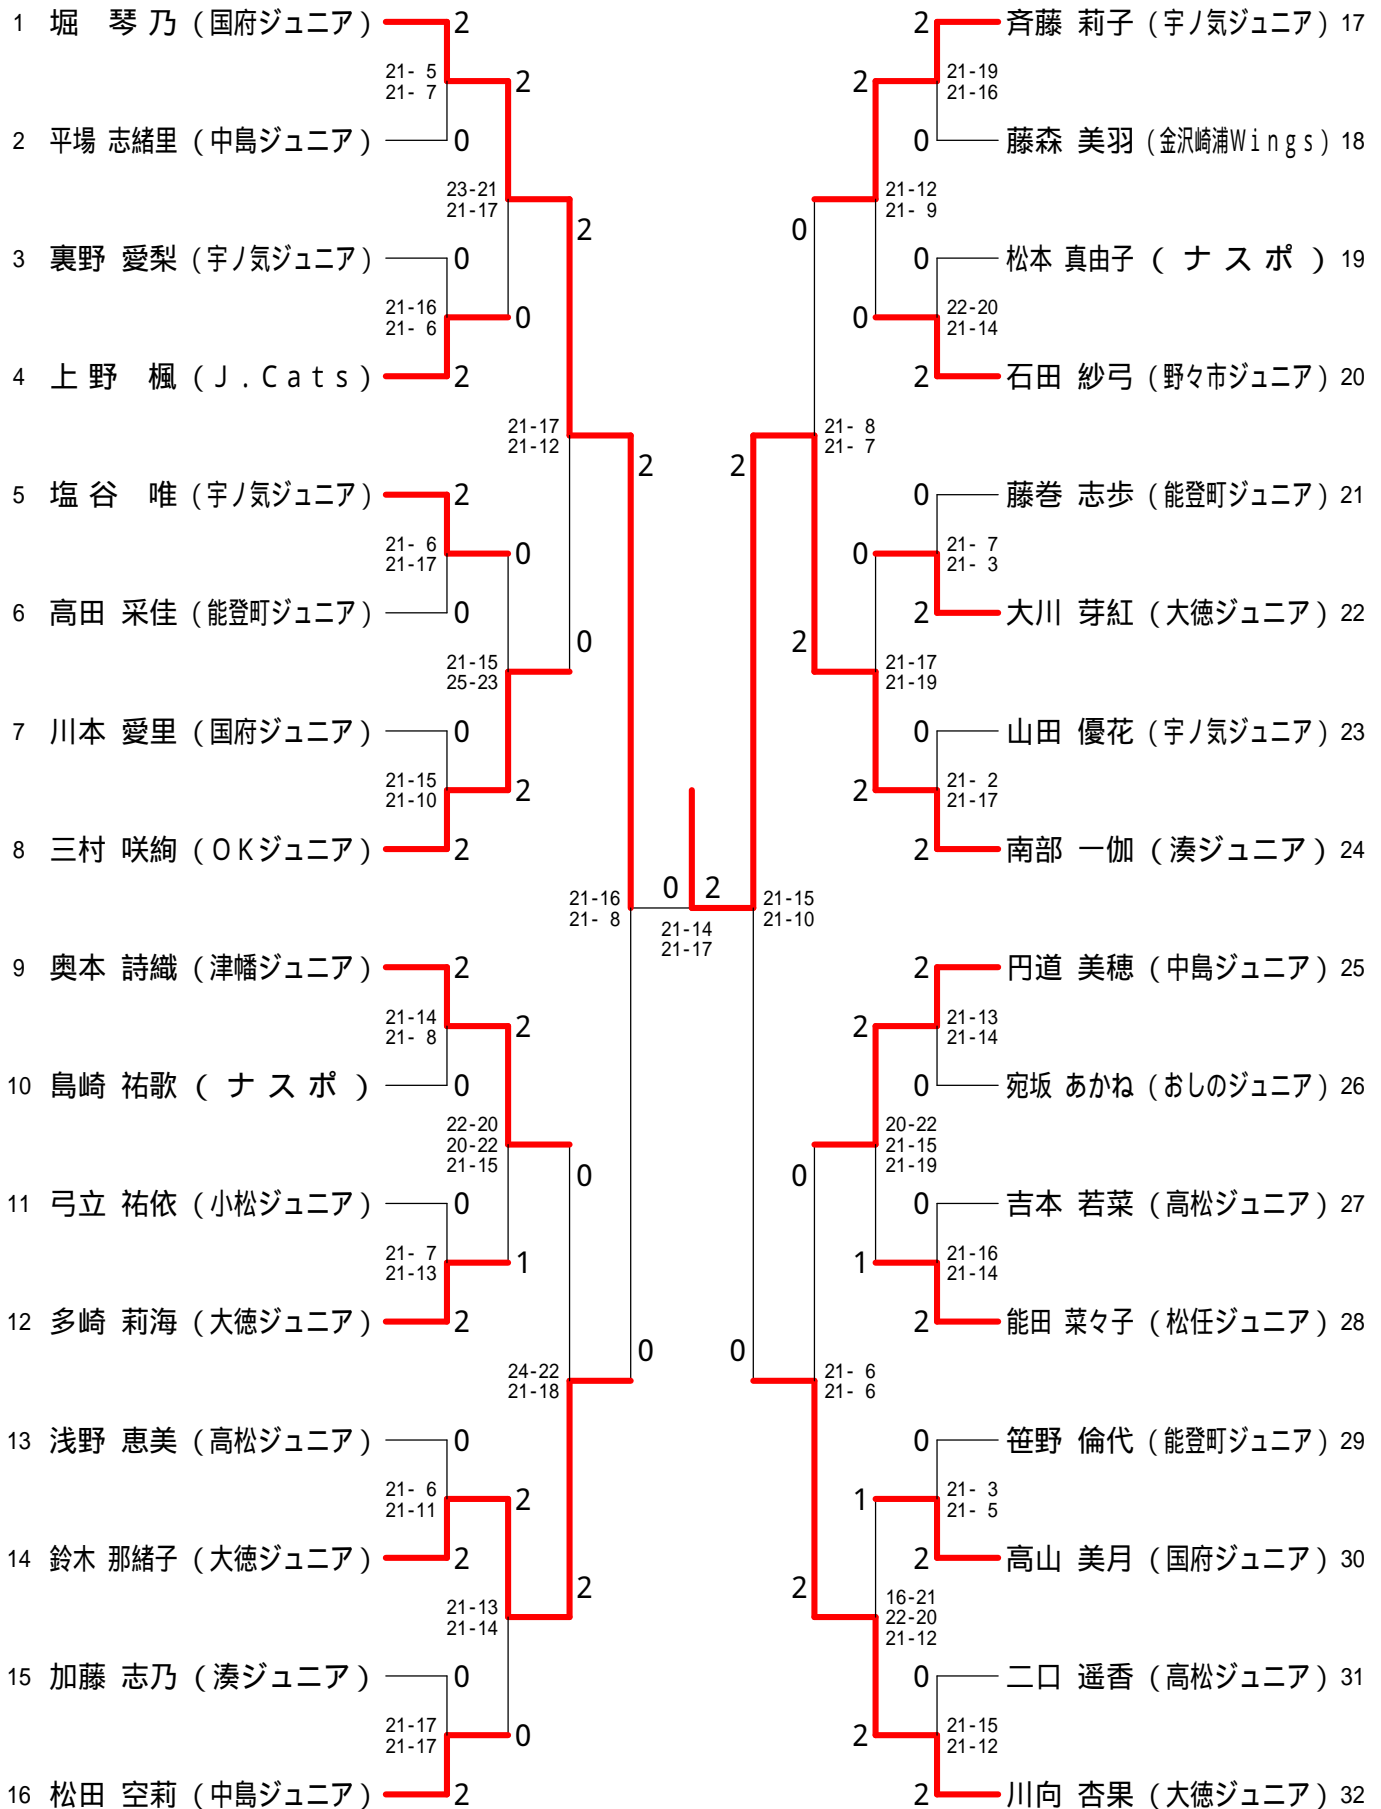 1 堀 琴乃 (国府ジュニア) 2
21- 5
21- 7
2
2 平場 志緒里 (中島ジュニア) 0
23-21
21-17
2
3 裏野 愛梨 (宇ノ気ジュニア) 0
21-16
21- 6
0
4 上野 楓 (J.Cats) 2
21-17
21-12
2
5 塩谷 唯 (宇ノ気ジュニア) 2
21- 6
21-17
0
6 高田 采佳 (能登町ジュニア) 0
21-15
25-23
0
7 川本 愛里 (国府ジュニア) 0
21-15
21-10
2
8 三村 咲絢 (OKジュニア) 2
21-16
21- 8
0 2
21-14
21-17
9 奥本 詩織 (津幡ジュニア) 2
21-14
21- 8
2
10 島崎 祐歌 (ナスポ) 0
22-20
20-22
21-15
0
11 弓立 祐依 (小松ジュニア) 0
21- 7
21-13
1
12 多崎 莉海 (大徳ジュニア) 2
24-22
21-18
0
13 浅野 恵美 (高松ジュニア) 0
21- 6
21-11
2
14 鈴木 那緒子 (大徳ジュニア) 2
21-13
21-14
2
15 加藤 志乃 (湊ジュニア) 0
21-17
21-17
0
16 松田 空莉 (中島ジュニア) 2
2 斉藤 莉子 (宇ノ気ジュニア) 17
2
21-19
21-16
0 藤森 美羽 (金沢崎浦Wings) 18
0
21-12
21- 9
0 松本 真由子 (ナスポ) 19
0
22-20
21-14
2 石田 紗弓 (野々市ジュニア) 20
2
21- 8
21- 7
0 藤巻 志歩 (能登町ジュニア) 21
0
21- 7
21- 3
2 大川 芽紅 (大徳ジュニア) 22
2
21-17
21-19
0 山田 優花 (宇ノ気ジュニア) 23
2
21- 2
21-17
2 南部 一伽 (湊ジュニア) 24
21-15
21-10
2 円道 美穂 (中島ジュニア) 25
2
21-13
21-14
0 宛坂 あかね (おしのジュニア) 26
0
20-22
21-15
21-19
0 吉本 若菜 (高松ジュニア) 27
1
21-16
21-14
2 能田 菜々子 (松任ジュニア) 28
0
21- 6
21- 6
0 笹野 倫代 (能登町ジュニア) 29
1
21- 3
21- 5
2 高山 美月 (国府ジュニア) 30
2
16-21
22-20
21-12
0 二口 遥香 (高松ジュニア) 31
2
21-15
21-12
2 川向 杏果 (大徳ジュニア) 32